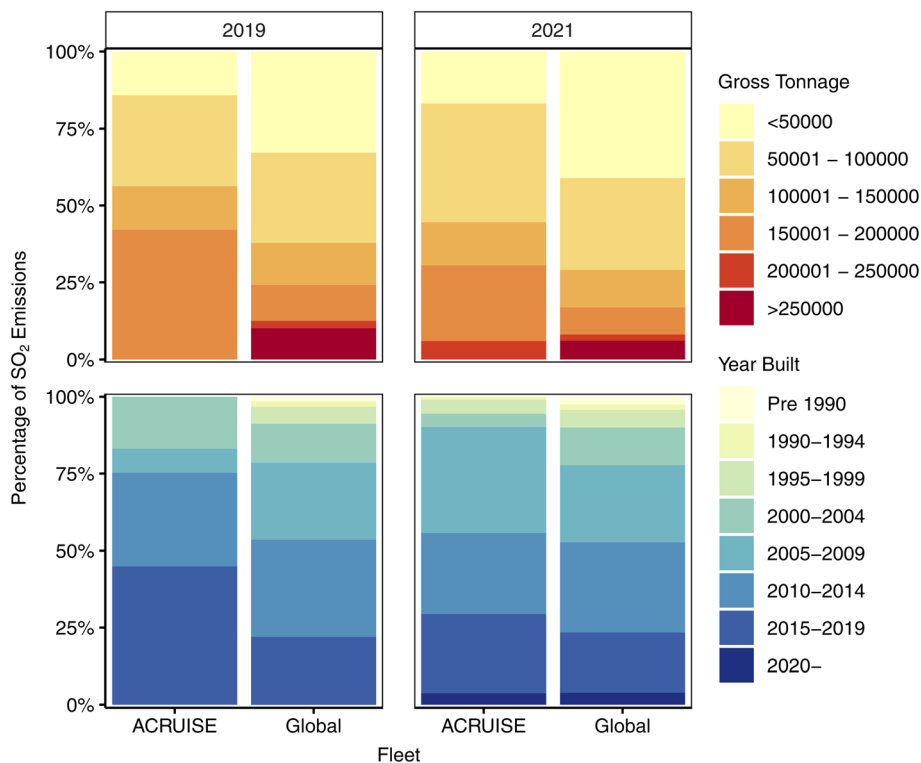 2019
2021
100%
75%
50%
25%
0%
100%
75%
50%
25%
0%
Percentage of SO₂ Emissions
ACRUISE
Global
ACRUISE
Global
Fleet
Gross Tonnage
<50000
50001 − 100000
100001 − 150000
150001 − 200000
200001 − 250000
>250000
Year Built
Pre 1990
1990−1994
1995−1999
2000−2004
2005−2009
2010−2014
2015−2019
2020−